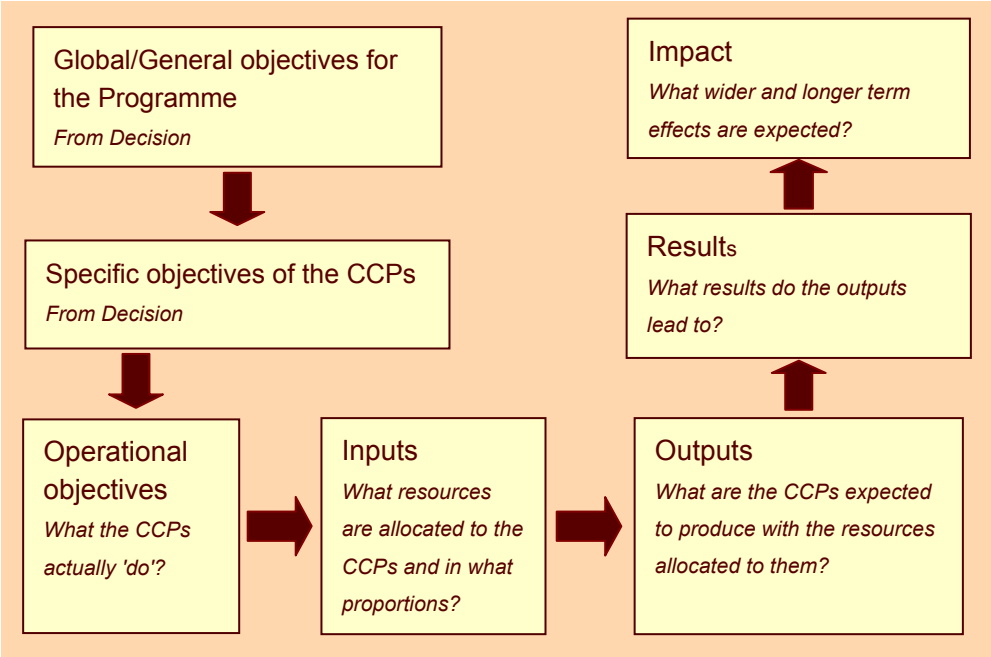 Global/General objectives for
the Programme
From Decision
Specific objectives of the CCPs
From Decision
Operational
objectives
What the CCPs
actually 'do'?
Inputs
What resources
are allocated to the
CCPs and in what
proportions?
Outputs
What are the CCPs expected
to produce with the resources
allocated to them?
Results
What results do the outputs
lead to?
Impact
What wider and longer term
effects are expected?